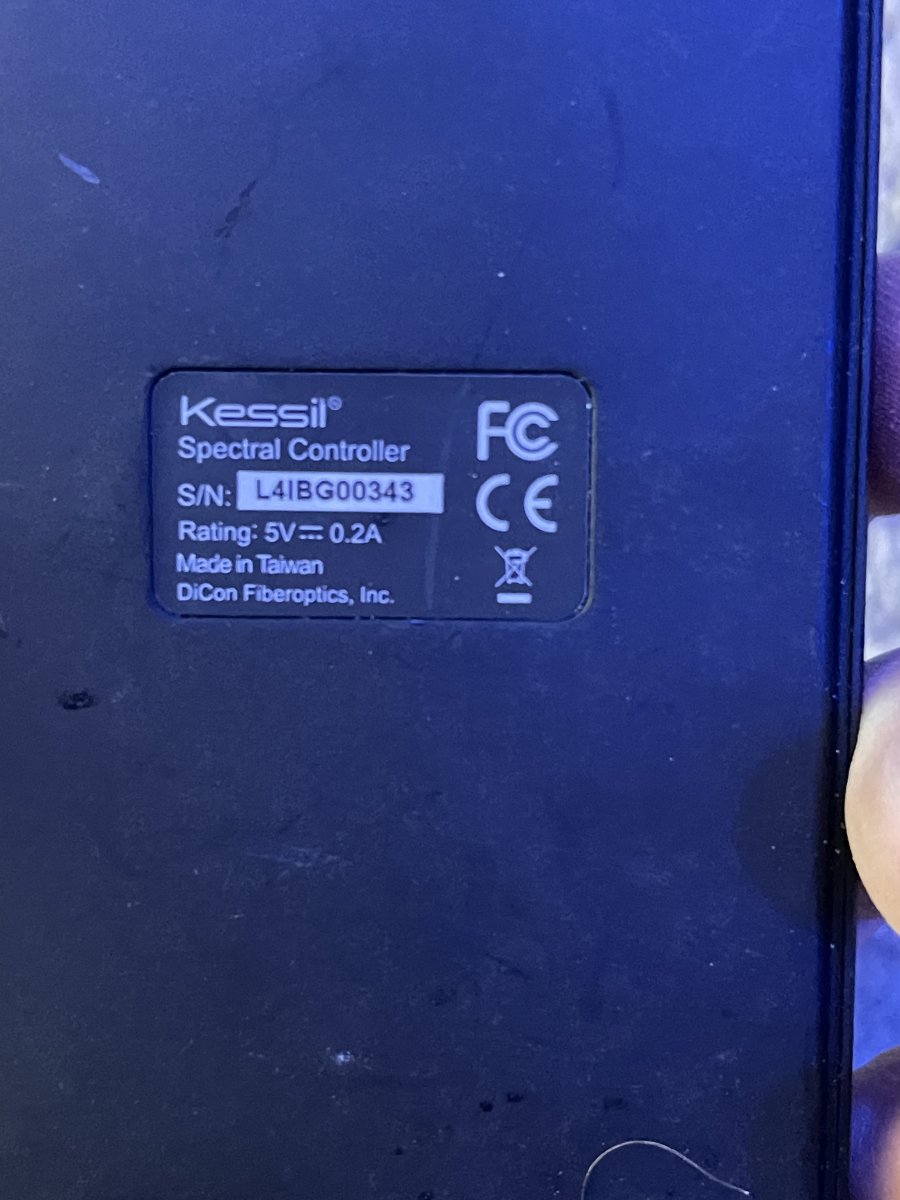 Kessil®
Spectral Controller
S/N: L4IBG00343
Rating: 5V⎓0.2A
Made in Taiwan
DiCon Fiberoptics, Inc.
FC
CE